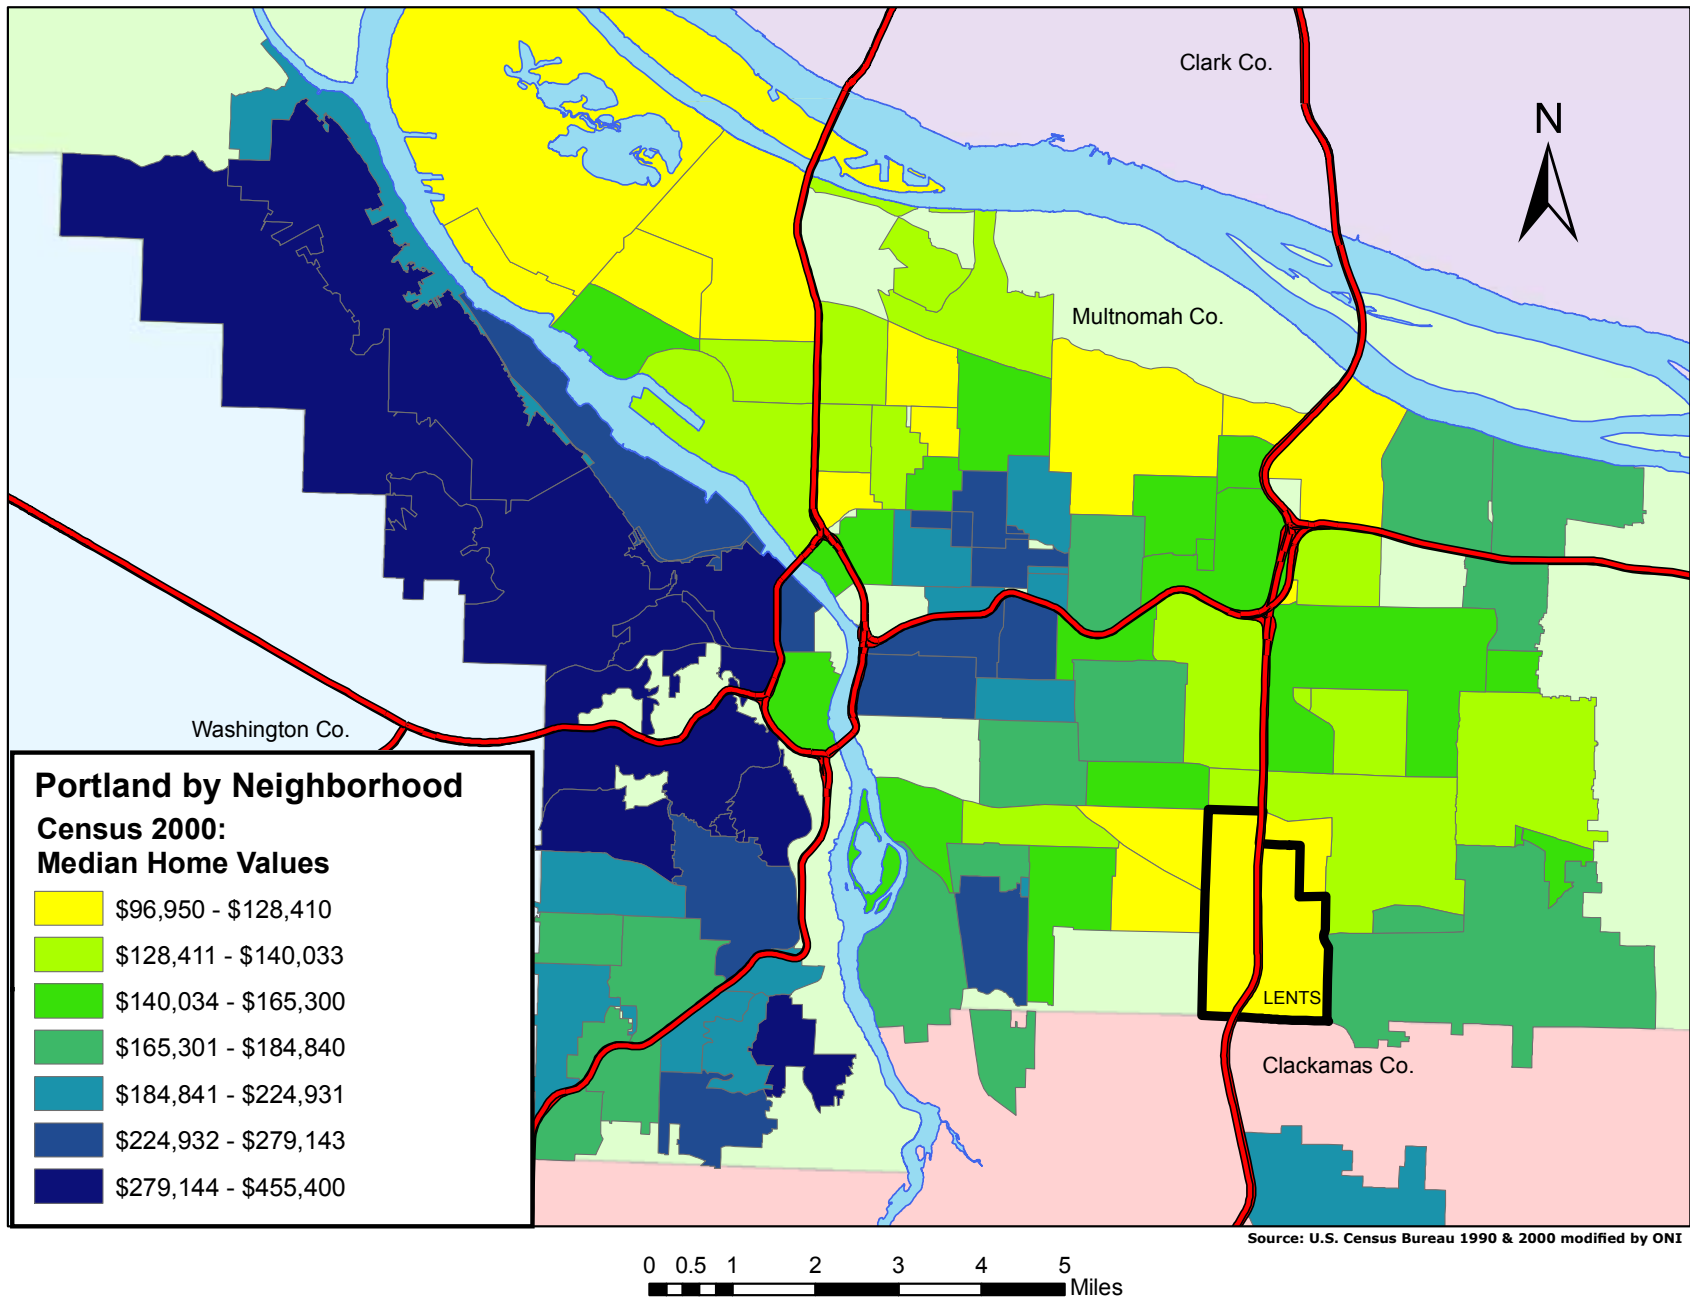 Clark Co.
N
Multnomah Co.
Washington Co.
Portland by Neighborhood
Census 2000:
Median Home Values
$96,950 - $128,410
$128,411 - $140,033
$140,034 - $165,300
$165,301 - $184,840
$184,841 - $224,931
$224,932 - $279,143
$279,144 - $455,400
LENTS
Clackamas Co.
Source: U.S. Census Bureau 1990 & 2000 modified by ONI
0 0.5 1 2 3 4 5
Miles